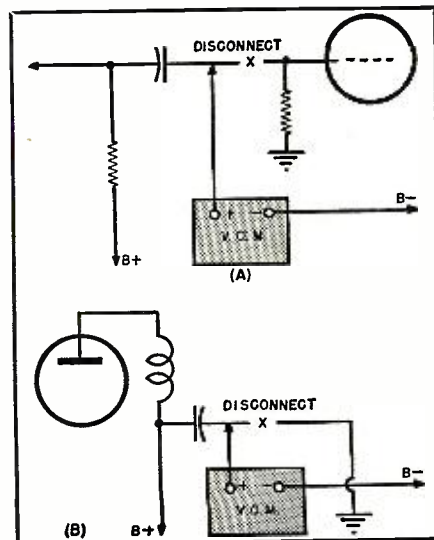 DISCONNECT
X
B-
+ -
V.O.M.
B+
(A)
DISCONNECT
X
B-
+ -
V.O.M.
(B)
B+